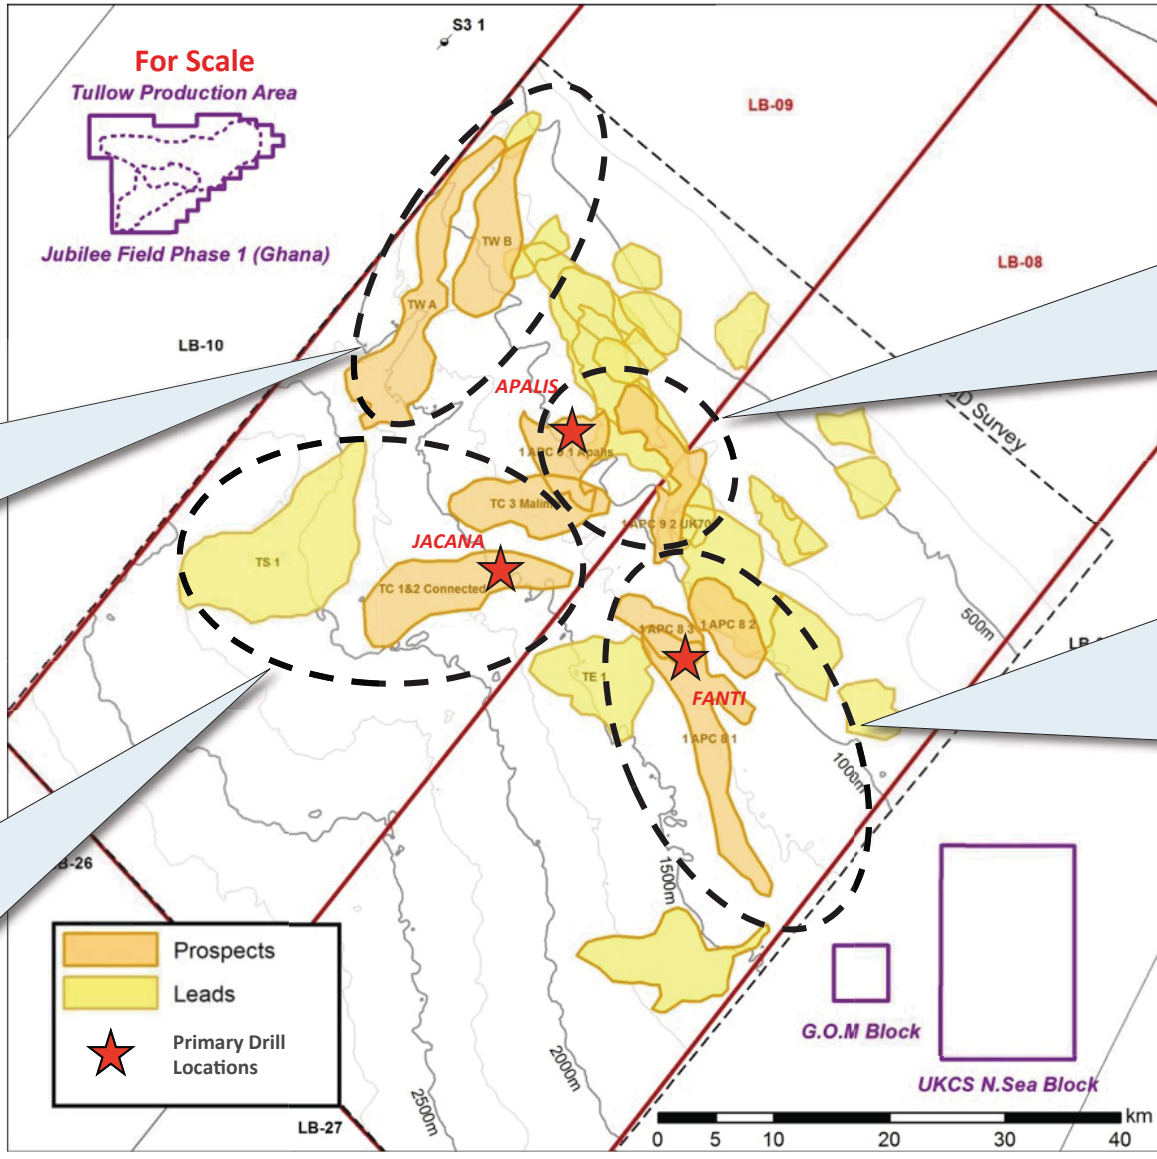 S3 1
For Scale
Tullow Production Area
Jubilee Field Phase 1 (Ghana)
LB-09
LB-08
LB-10
TW B
TW A
APALIS
1 APC 9 1 Apalis
TC 3
JACANA
1 APC 9 2 UK70
TS 1
TC 1&2 Connected
D Survey
500m
1 APC 8 3
1 APC 8 2
TE 1
FANTI
1 APC 8 1
1000m
1500m
B-26
Prospects
Leads
Primary Drill
Locations
2000m
2500m
LB-27
G.O.M Block
UKCS N.Sea Block
km
0 5 10 20 30 40